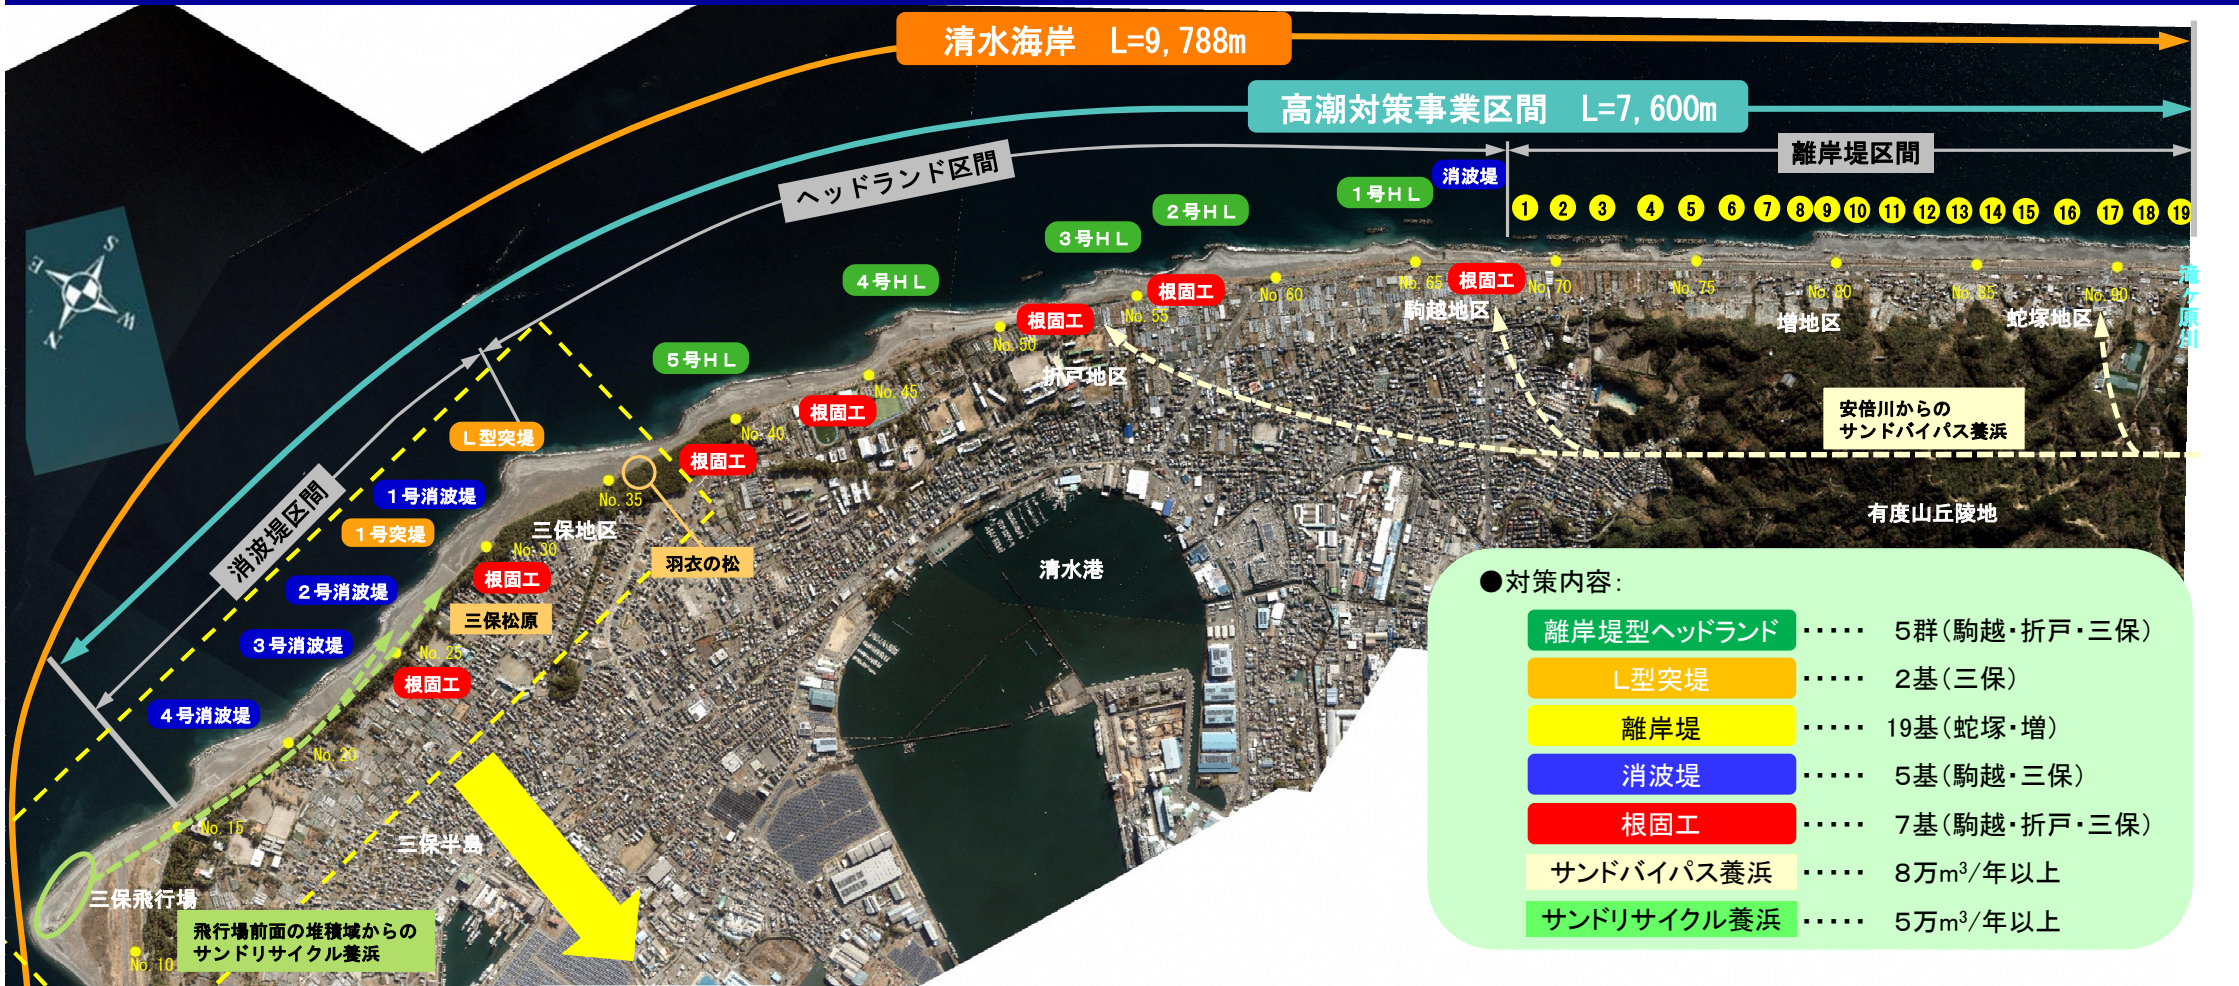 清水海岸　L=9,788m
高潮対策事業区間　L=7,600m
ヘッドランド区間
離岸堤区間
消波堤
1号HL
2号HL
3号HL
4号HL
5号HL
1
2
3
4
5
6
7
8
9
10
11
12
13
14
15
16
17
18
19
S
E
W
N
根固工
根固工
根固工
根固工
根固工
根固工
根固工
No.65
No.70
No.75
No.80
No.85
No.90
No.60
No.55
No.50
No.45
No.40
No.35
No.30
No.25
No.20
No.15
No.10
駒越地区
増地区
蛇塚地区
滝ヶ原川
折戸地区
三保地区
L型突堤
1号消波堤
1号突堤
2号消波堤
3号消波堤
4号消波堤
消波堤区間
羽衣の松
三保松原
清水港
安倍川からの
サンドバイパス養浜
有度山丘陵地
三保半島
三保飛行場
飛行場前面の堆積域からの
サンドリサイクル養浜
●対策内容:
離岸堤型ヘッドランド ・・・・・ 5群(駒越・折戸・三保)
L型突堤 ・・・・・ 2基(三保)
離岸堤 ・・・・・ 19基(蛇塚・増)
消波堤 ・・・・・ 5基(駒越・三保)
根固工 ・・・・・ 7基(駒越・折戸・三保)
サンドバイパス養浜 ・・・・・ 8万m³/年以上
サンドリサイクル養浜 ・・・・・ 5万m³/年以上